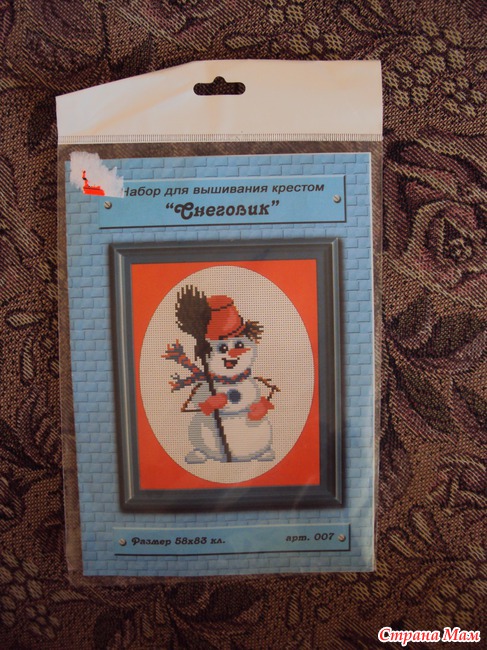 Набор для вышивания крестом
"Снеговик"
Размер 58х83 кл.
арт. 007
Страна Мам